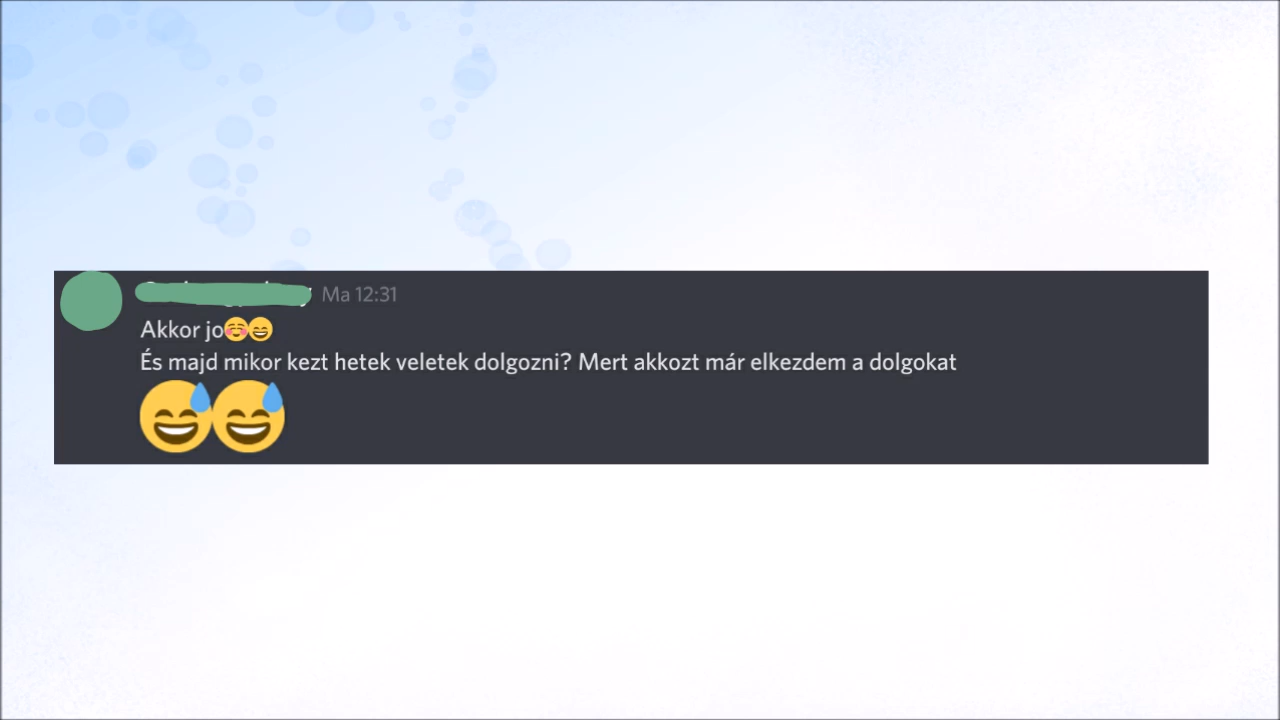 Ma 12:31
Akkor jo☺️😄
És majd mikor kezt hetek veletek dolgozni? Mert akkozt már elkezdem a dolgokat
😅😅